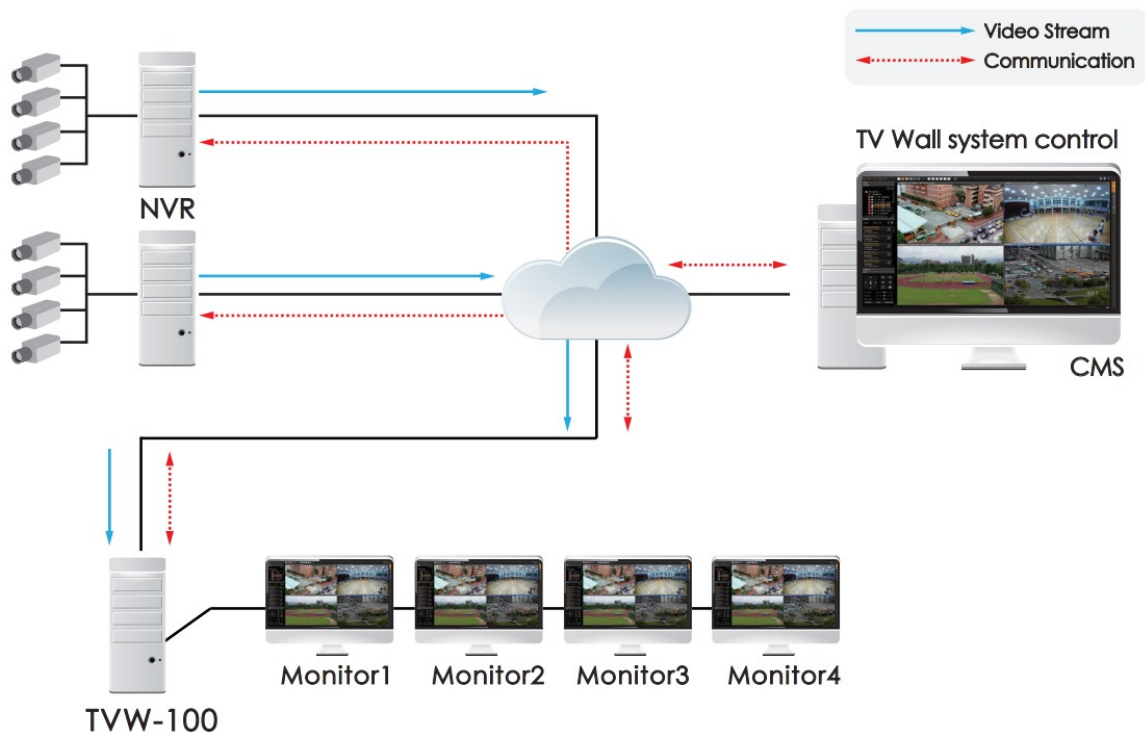 Video Stream
Communication
TV Wall system control
NVR
CMS
Monitor1
Monitor2
Monitor3
Monitor4
TVW-100